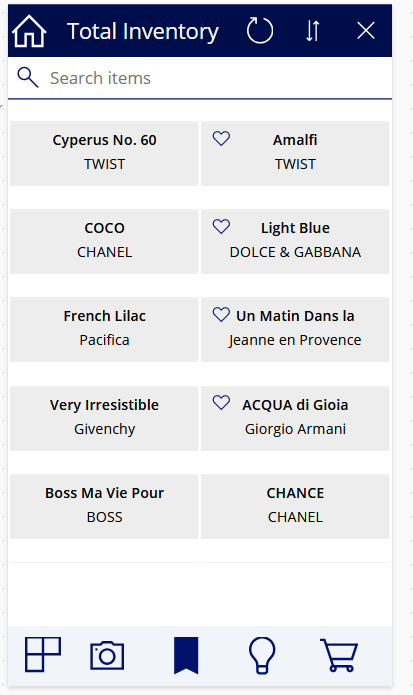 Total Inventory
Search items
Cyperus No. 60
TWIST
Amalfi
TWIST
COCO
CHANEL
Light Blue
DOLCE & GABBANA
French Lilac
Pacifica
Un Matin Dans la
Jeanne en Provence
Very Irresistible
Givenchy
ACQUA di Gioia
Giorgio Armani
Boss Ma Vie Pour
BOSS
CHANCE
CHANEL